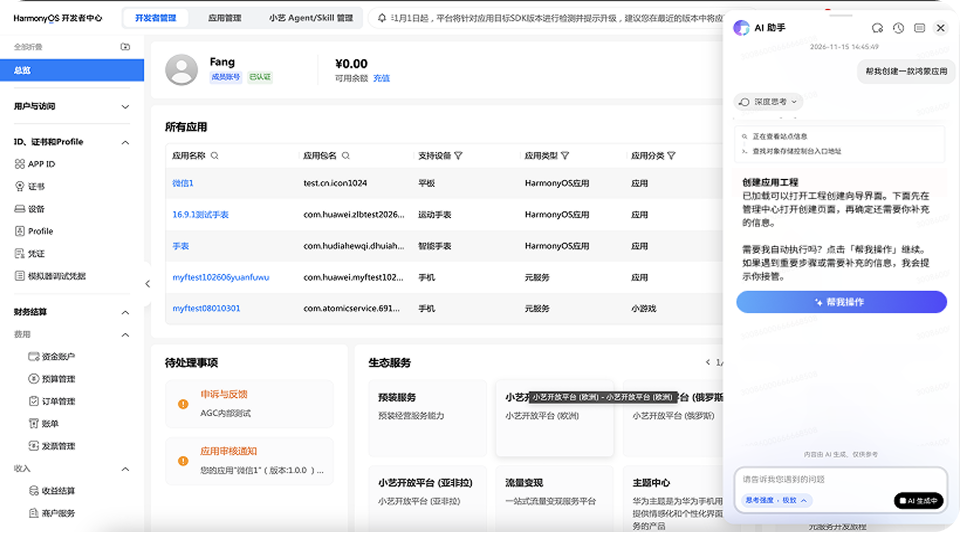 HarmonyOS 开发者中心
开发者管理
应用管理
小艺 Agent/Skill 管理
1月1日起，平台将针对应用目标SDK版本进行检测并提示升级，建议您在最近的版本中将应
全部折叠
总览
用户与访问
ID、证书和Profile
APP ID
证书
设备
Profile
凭证
模拟器调试凭据
财务结算
费用
资金账户
预算管理
订单管理
账单
发票管理
收入
收益结算
商户服务
Fang
成员账号 已认证
¥0.00
可用余额 充值
所有应用
应用名称 应用包名 支持设备 应用类型 应用分类
微信1 test.cn.icon1024 平板 HarmonyOS应用 应用
16.9.1测试手表 com.huawei.zlbtest2026... 运动手表 HarmonyOS应用 应用
手表 com.hudiahewqi.dhuiah... 智能手表 HarmonyOS应用 应用
myftest102606yuanfuwu com.huawei.myftest102... 手机 元服务 应用
myftest08010301 com.atomicservice.691... 手机 元服务 小游戏
待处理事项
申诉与反馈
AGC内部测试
应用审核通知
您的应用“微信1”（版本:1.0.0 ）...
生态服务
1/
预装服务
预装经营服务能力
小艺开
小艺开放平台 (欧洲) - 小艺开放平台 (欧洲)
小艺开放平台（欧洲）
平台 (俄罗斯
小艺开放平台（俄罗斯）
小艺开放平台 (亚非拉)
小艺开放平台（亚非拉）
流量变现
一站式流量变现服务平台
主题中心
华为主题是为华为手机用
提供情感化和个性化界面
务的产品
元服务开发旅程
AI 助手
2026-11-15 14:45:49
帮我创建一款鸿蒙应用
深度思考
正在查看站点信息
查找对象存储控制台入口地址
创建应用工程
已加载可以打开工程创建向导界面。下面先在
管理中心打开创建页面，再确定还需要你补充
的信息。
需要我自动执行吗？点击「帮我操作」继续。
如果遇到重要步骤或需要补充的信息，我会提
示你接管。
帮我操作
内容由 AI 生成，仅供参考
请告诉我您遇到的问题
思考强度 · 极致
AI 生成中